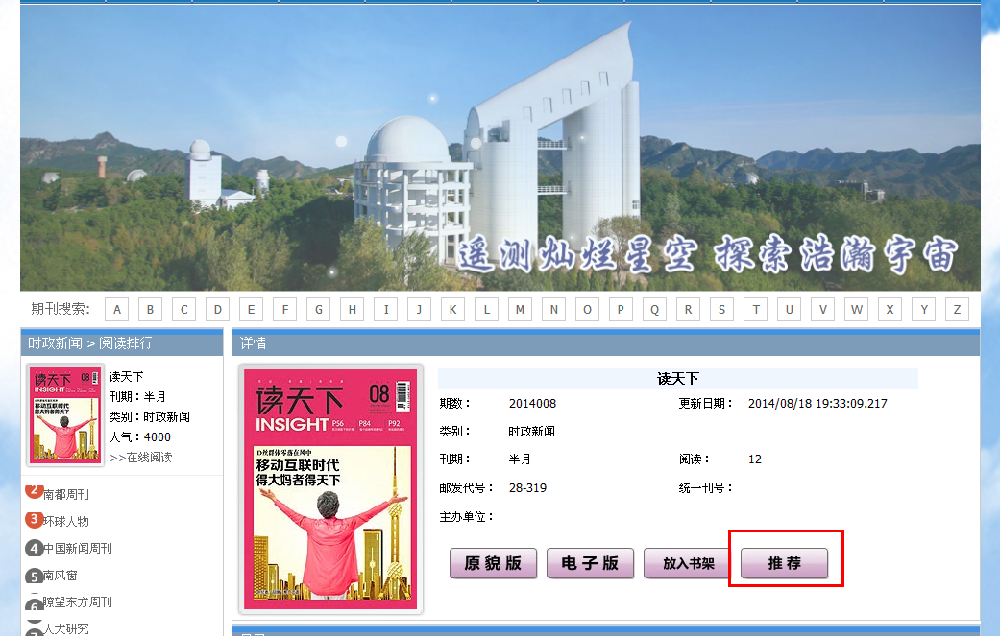 遥测灿烂星空 探索浩瀚宇宙
期刊搜索: A B C D E F G H I J K L M N O P Q R S T U V W X Y Z
时政新闻 > 阅读排行
读天下
08
INSIGHT
移动互联时代
得大妈者得天下
读天下
刊期：半月
类别：时政新闻
人气：4000
>>在线阅读
2 南都周刊
3 环球人物
4 中国新闻周刊
5 南风窗
6 瞭望东方周刊
7 人大研究
详情
读天下
08
INSIGHT P56 P84 P92
D丝群体零落在风中
移动互联时代
得大妈者得天下
读天下
期数： 2014008 更新日期： 2014/08/18 19:33:09.217
类别： 时政新闻
刊期： 半月 阅读： 12
邮发代号： 28-319 统一刊号：
主办单位：
原貌版 电子版 放入书架 推荐